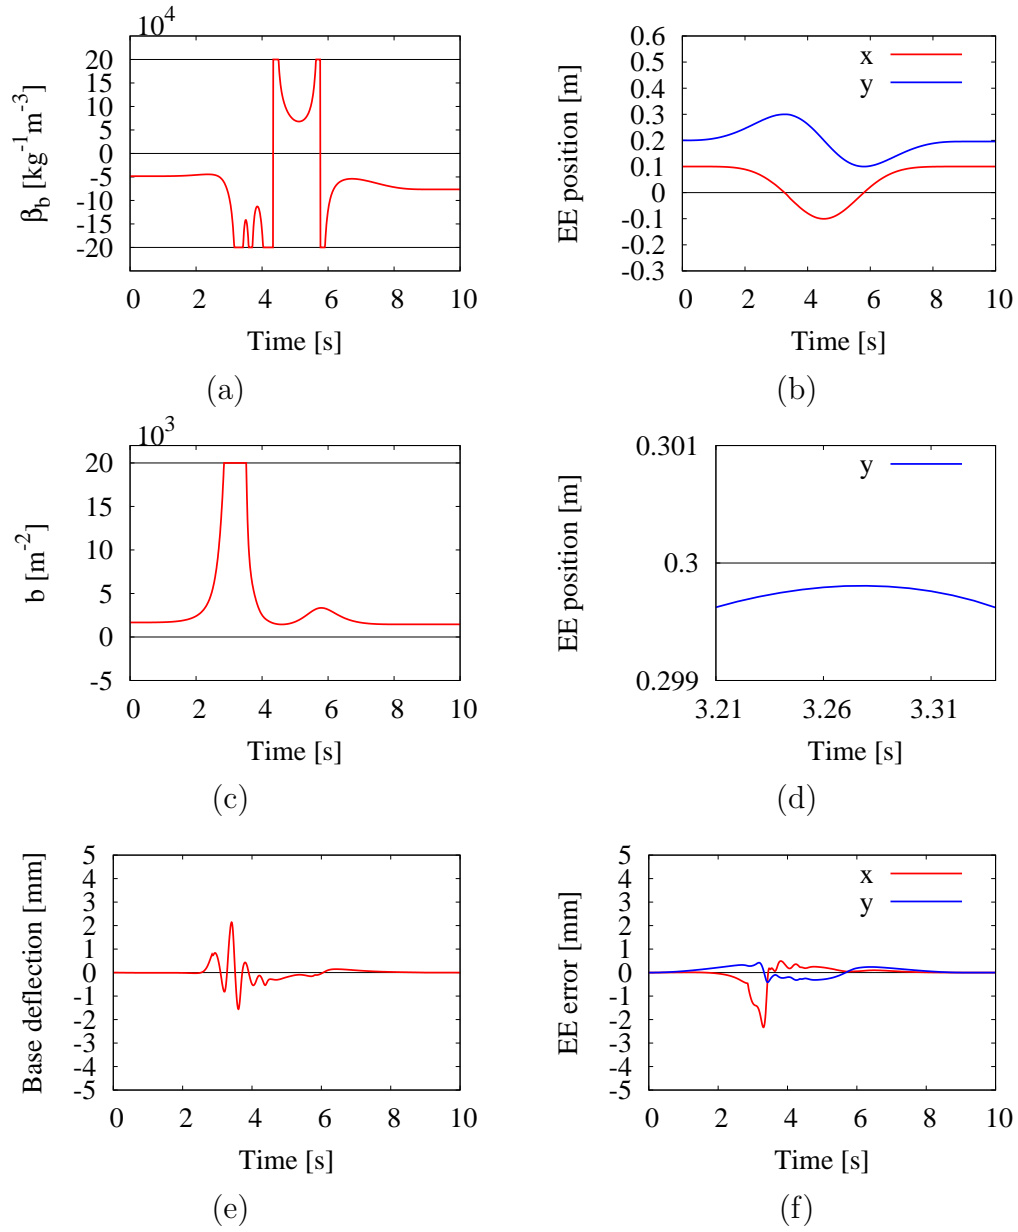 10^4
20
15
10
5
0
-5
-10
-15
-20
β_b [kg^-1 m^-3]
0 2 4 6 8 10
Time [s]
(a)
x
y
0.6
0.5
0.4
0.3
0.2
0.1
0
-0.1
-0.2
-0.3
EE position [m]
0 2 4 6 8 10
Time [s]
(b)
10^3
20
15
10
5
0
-5
b [m^-2]
0 2 4 6 8 10
Time [s]
(c)
y
0.301
0.3
0.299
EE position [m]
3.21 3.26 3.31
Time [s]
(d)
5
4
3
2
1
0
-1
-2
-3
-4
-5
Base deflection [mm]
0 2 4 6 8 10
Time [s]
(e)
x
y
5
4
3
2
1
0
-1
-2
-3
-4
-5
EE error [mm]
0 2 4 6 8 10
Time [s]
(f)